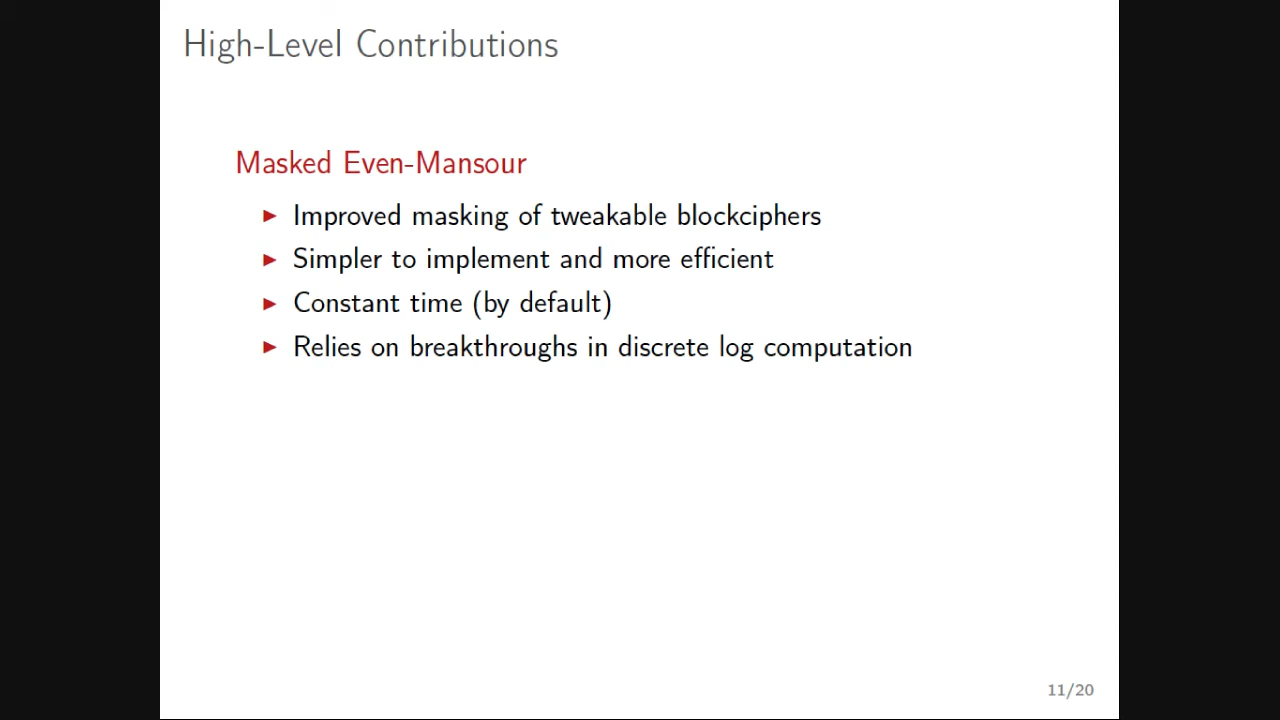 High-Level Contributions
Masked Even-Mansour
▶ Improved masking of tweakable blockciphers
▶ Simpler to implement and more efficient
▶ Constant time (by default)
▶ Relies on breakthroughs in discrete log computation
11/20